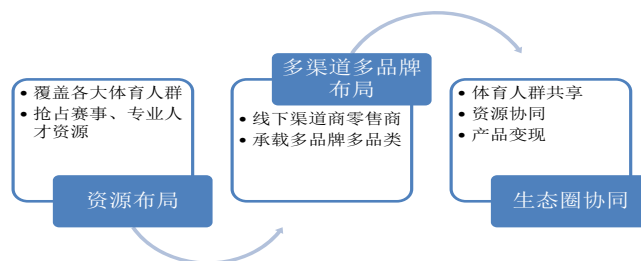 • 覆盖各大体育人群
• 抢占赛事、专业人
才资源
资源布局
多渠道多品牌
布局
• 线下渠道商零售商
• 承载多品牌多品类
• 体育人群共享
• 资源协同
• 产品变现
生态圈协同